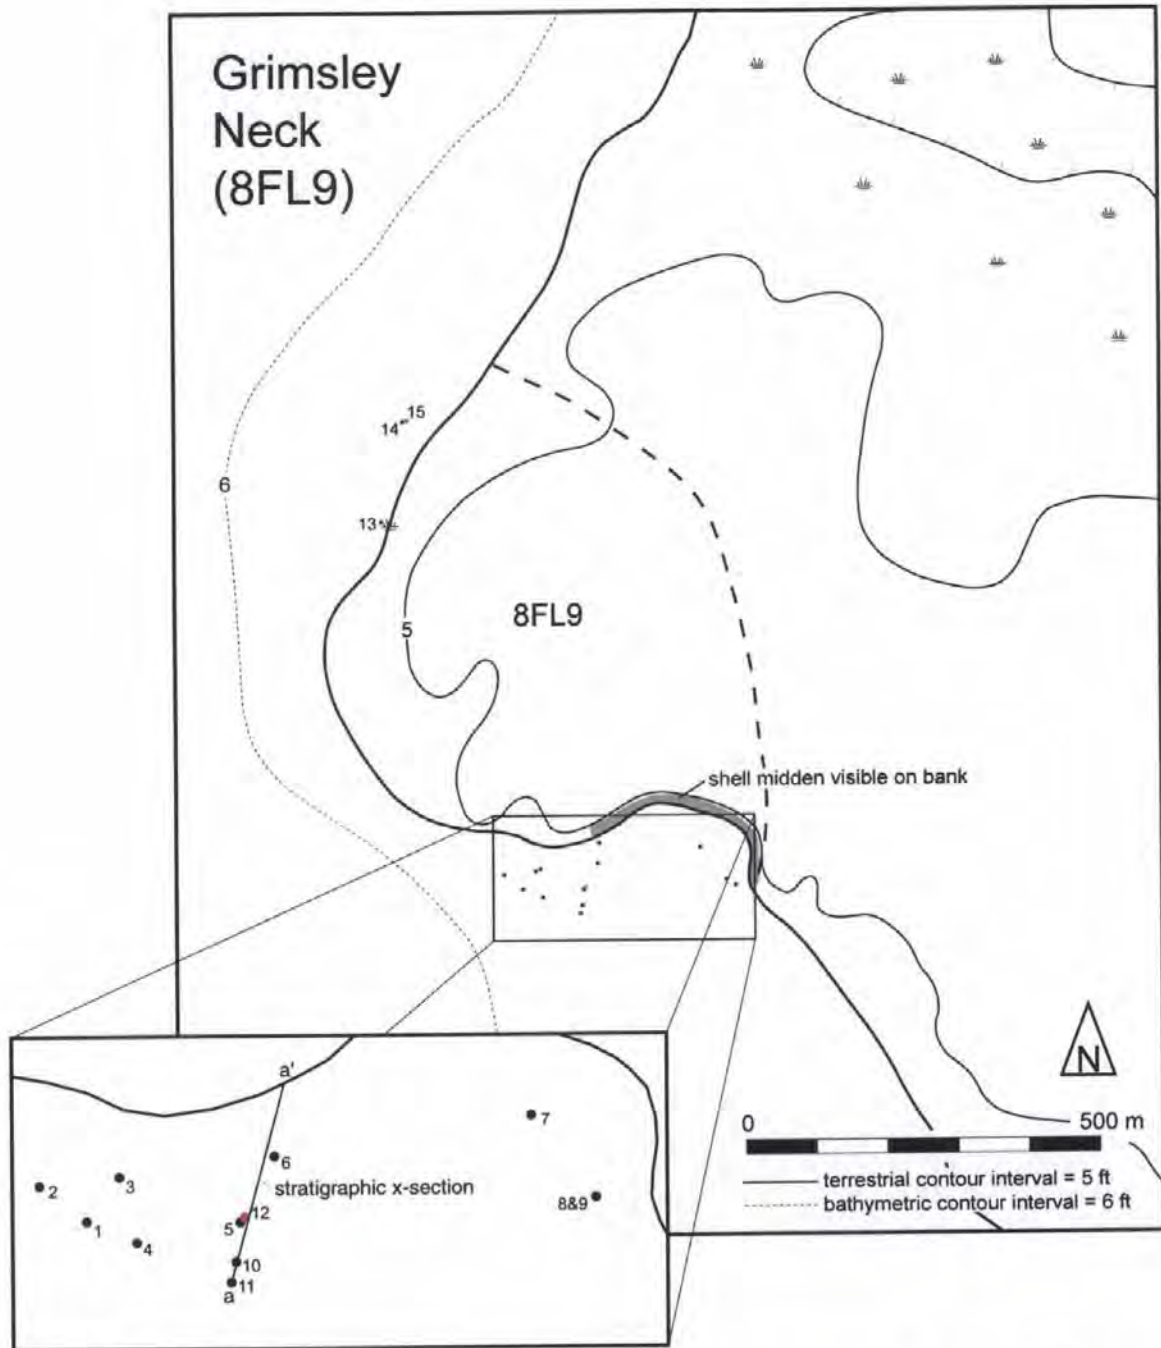 Grimsley
Neck
(8FL9)
15
14
6
13
5
8FL9
shell midden visible on bank
N
0
500 m
terrestrial contour interval = 5 ft
bathymetric contour interval = 6 ft
a'
7
6
3
stratigraphic x-section
2
8&9
12
5
1
4
10
11
a